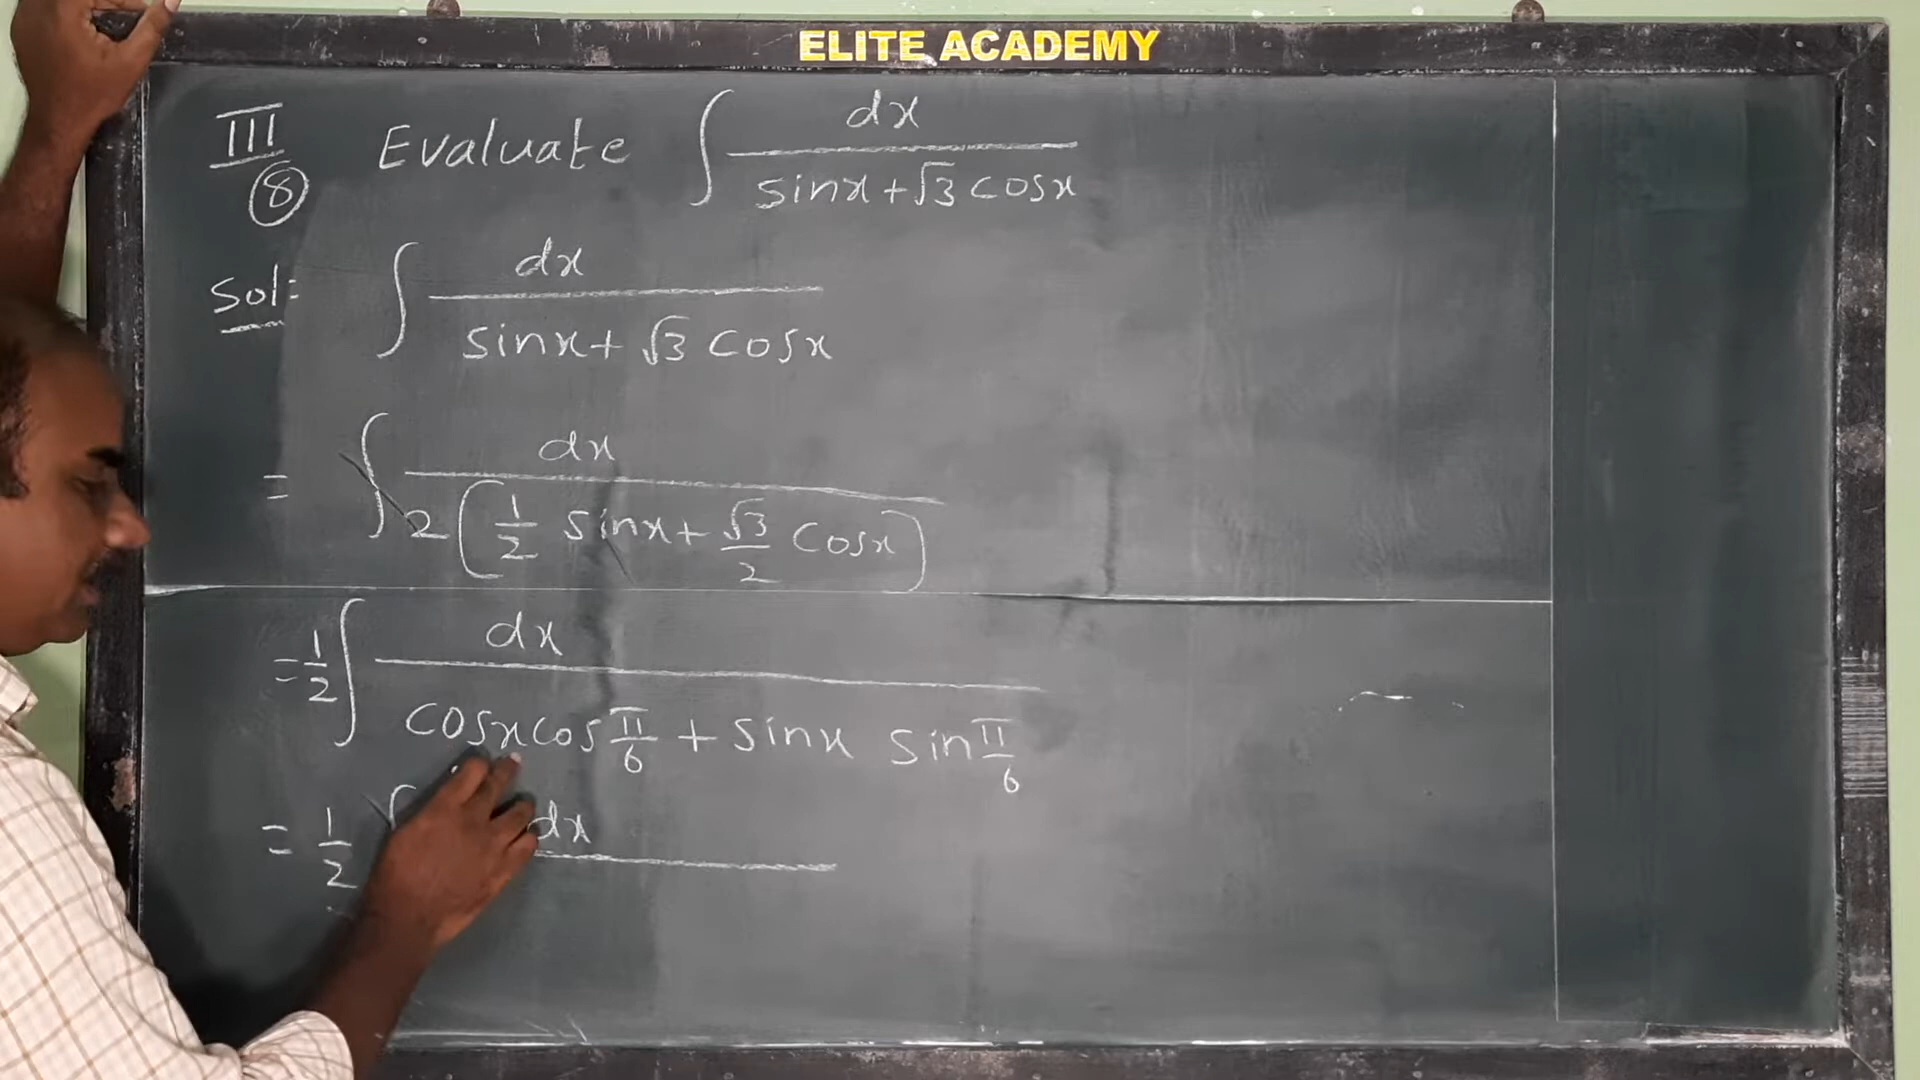 ELITE ACADEMY
III
⑧ Evaluate ∫ dx / (sinx + √3 cosx)
Sol: ∫ dx / (sinx + √3 cosx)
= ∫ dx / 2(1/2 sinx + √3/2 cosx)
= 1/2 ∫ dx / (cosx cos π/6 + sinx sin π/6)
= 1/2 ∫ dx